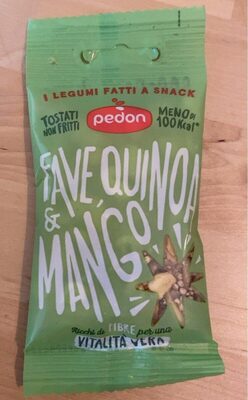 I LEGUMI FATTI A SNACK
TOSTATI NON FRITTI
pedon
MENO DI 100 Kcal*
FAVE, QUINOA
& MANGO
Ricchi di FIBRE per una
VITALITÀ VERA